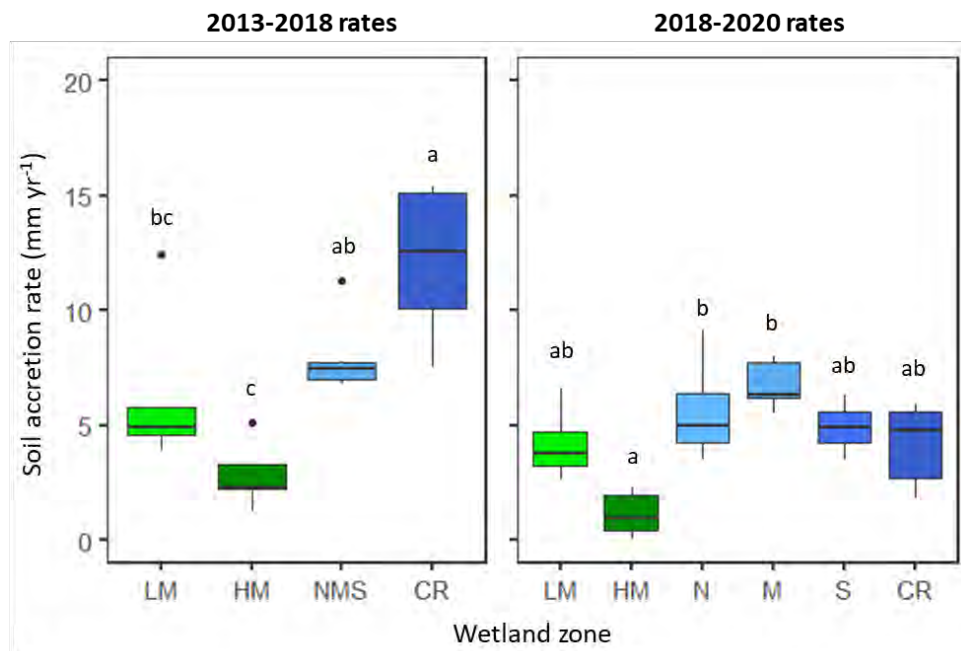 2013-2018 rates
2018-2020 rates
Soil accretion rate (mm yr-1)
20
15
10
5
0
bc
c
ab
a
ab
a
b
b
ab
ab
LM HM NMS CR
LM HM N M S CR
Wetland zone